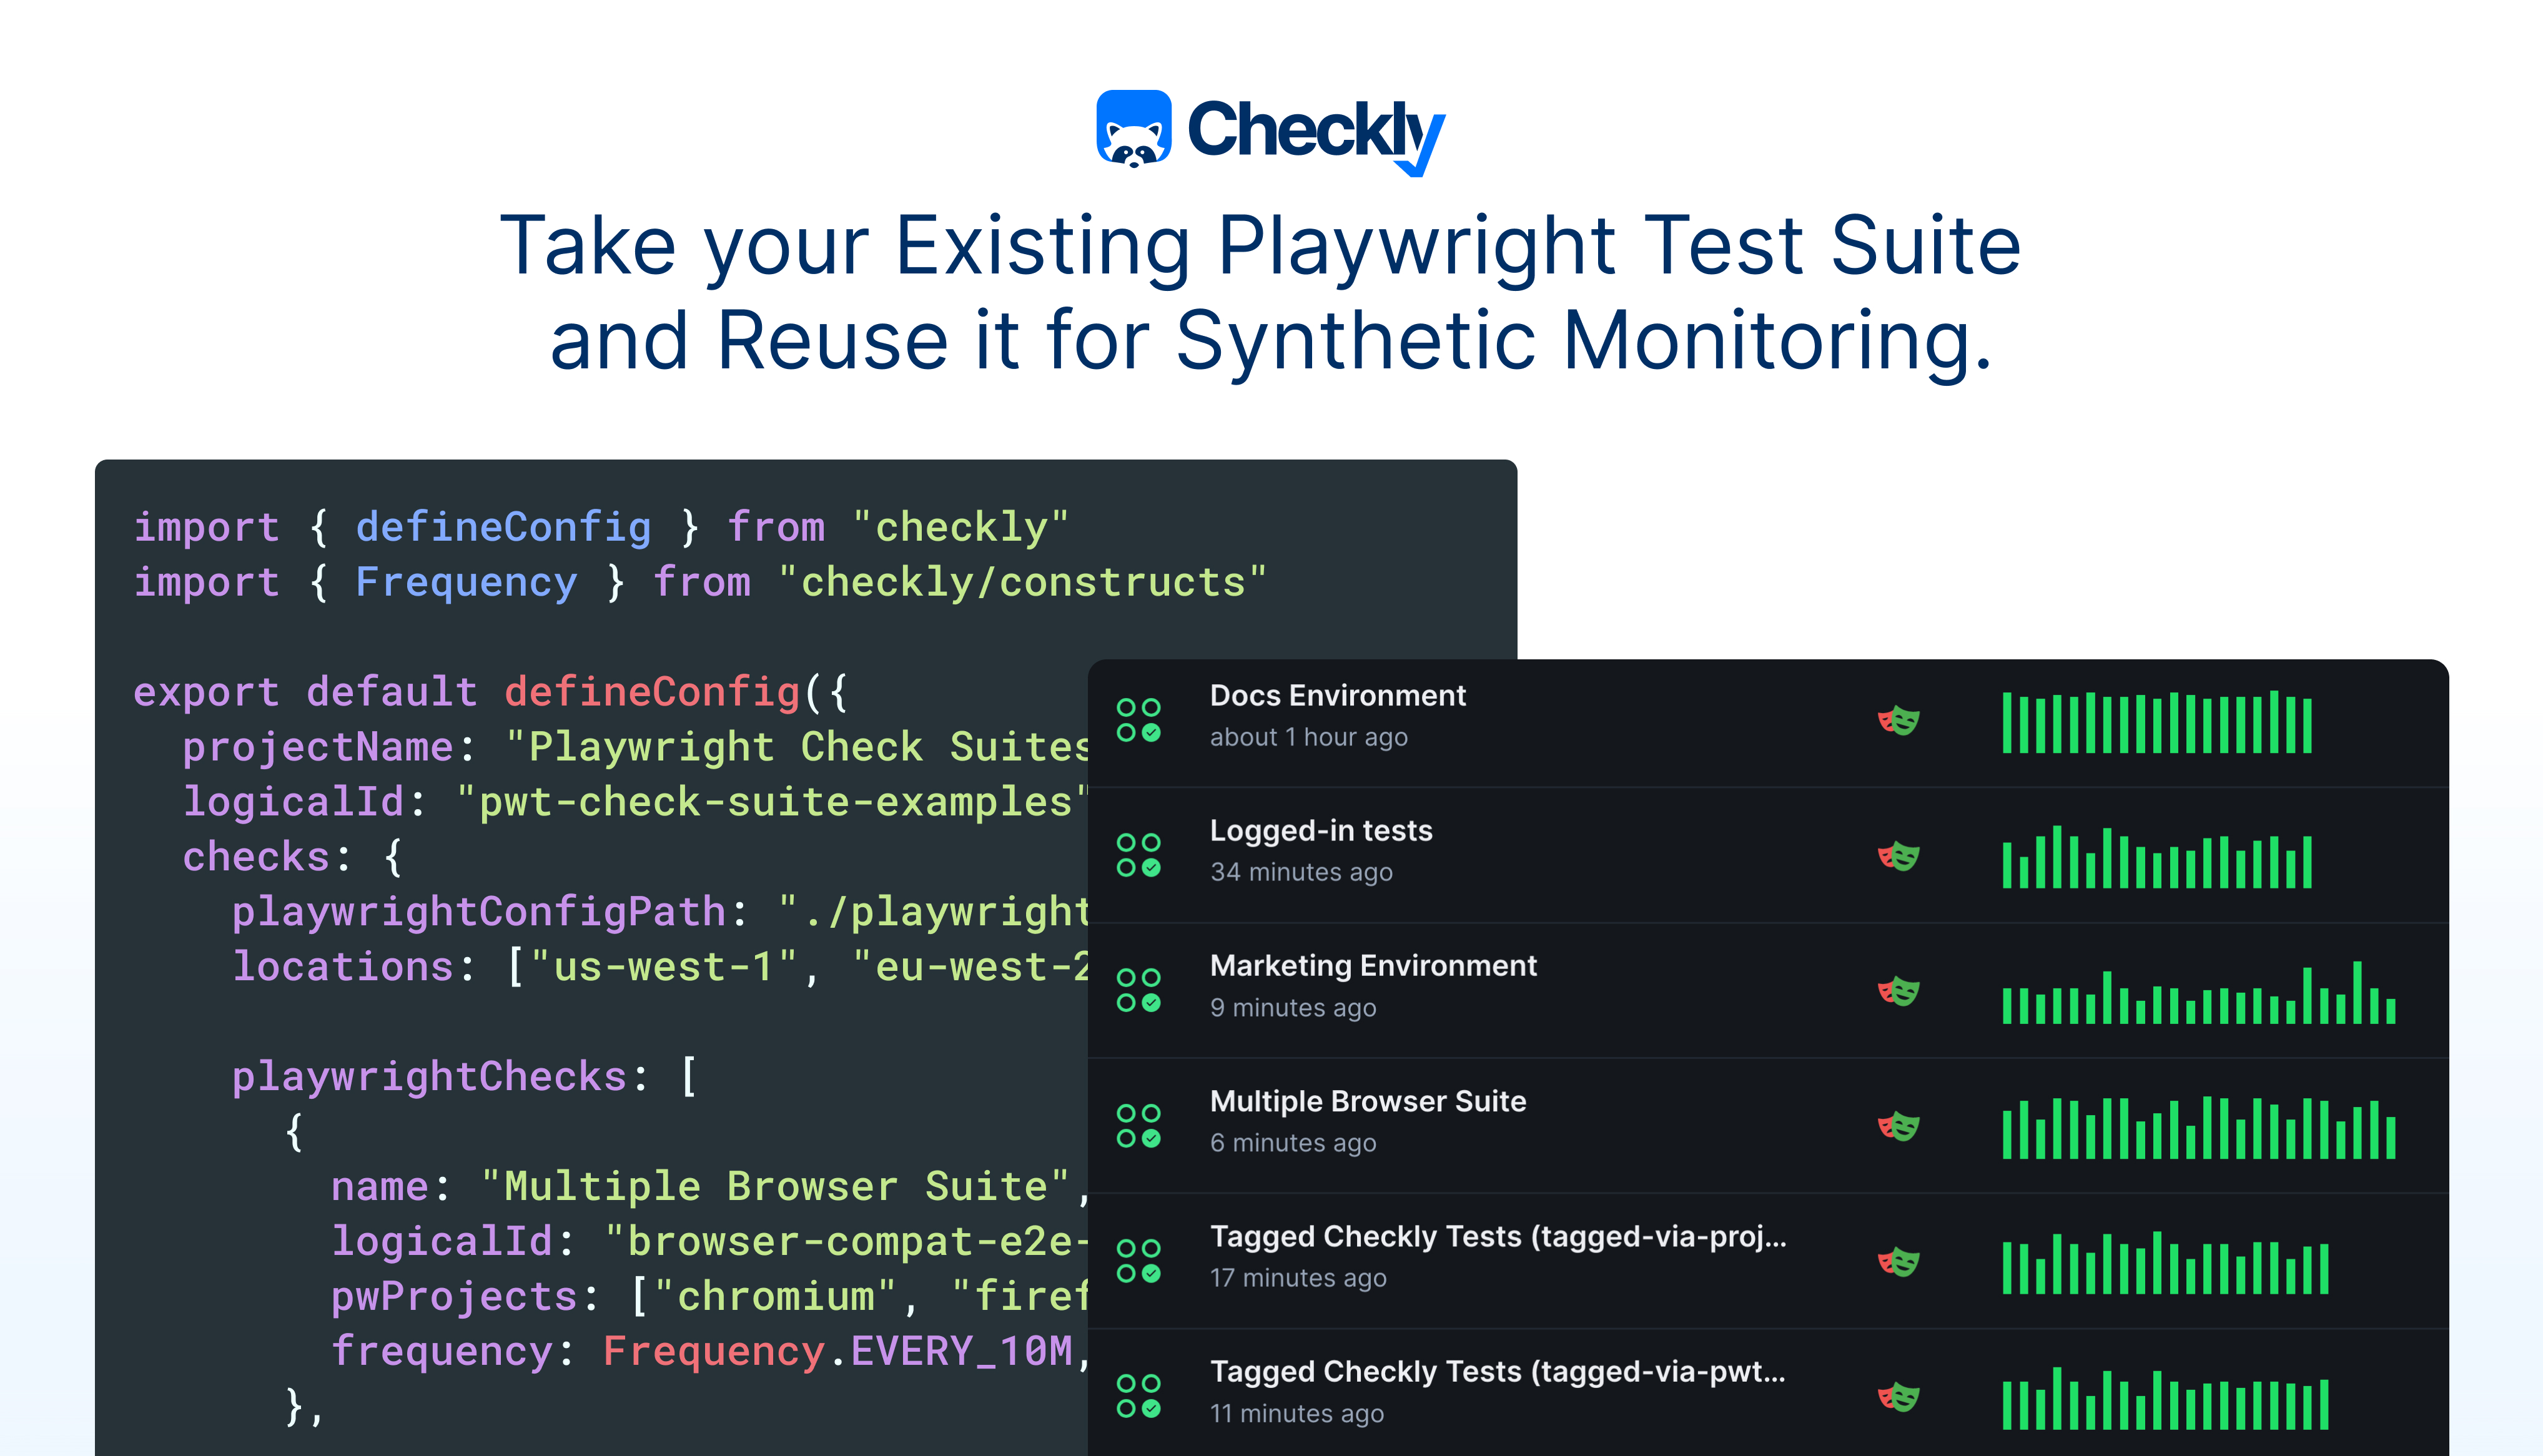 Checkly
Take your Existing Playwright Test Suite
and Reuse it for Synthetic Monitoring.
import { defineConfig } from "checkly"
import { Frequency } from "checkly/constructs"
export default defineConfig({
projectName: "Playwright Check Suites
logicalId: "pwt-check-suite-examples"
checks: {
playwrightConfigPath: "./playwright
locations: ["us-west-1", "eu-west-2
playwrightChecks: [
{
name: "Multiple Browser Suite",
logicalId: "browser-compat-e2e-
pwProjects: ["chromium", "firef
frequency: Frequency.EVERY_10M,
},
Docs Environment
about 1 hour ago
Logged-in tests
34 minutes ago
Marketing Environment
9 minutes ago
Multiple Browser Suite
6 minutes ago
Tagged Checkly Tests (tagged-via-proj...
17 minutes ago
Tagged Checkly Tests (tagged-via-pwt...
11 minutes ago